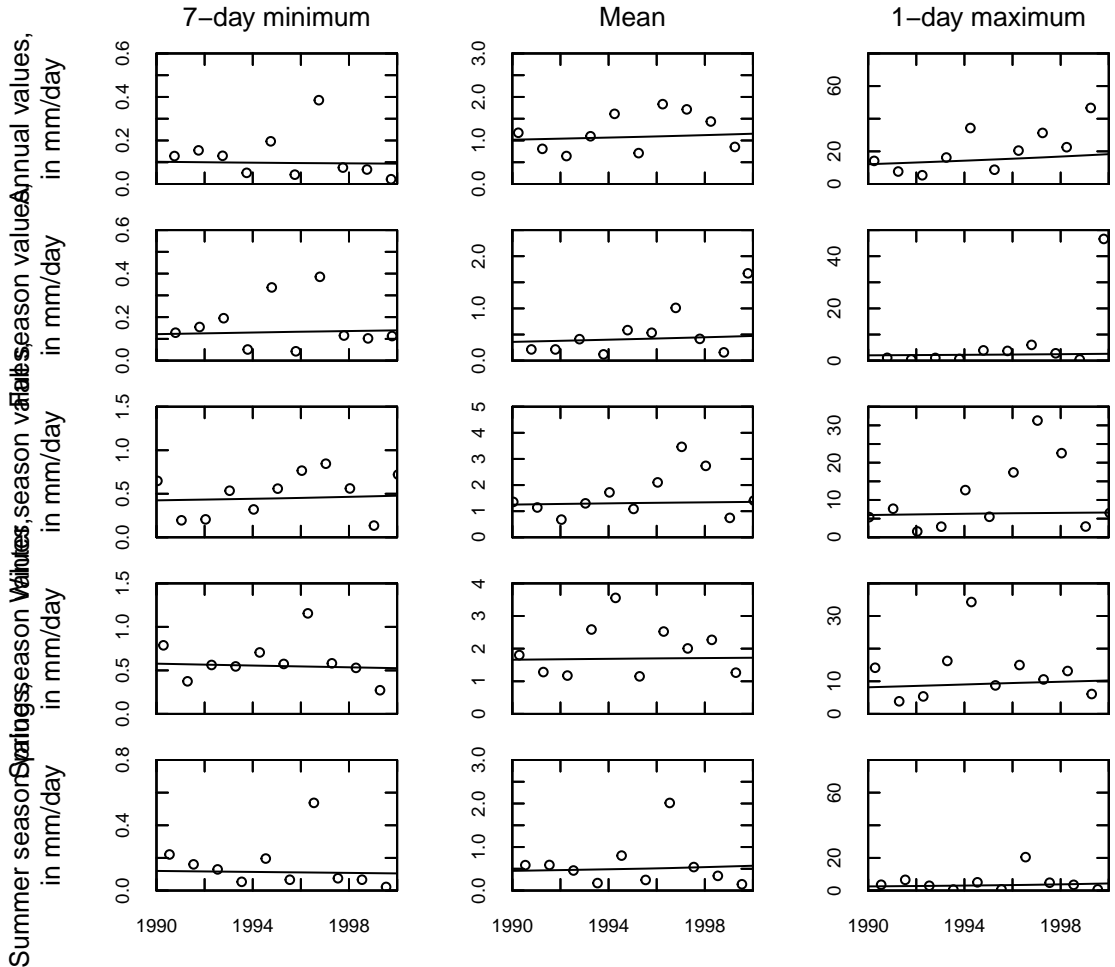 7−day minimum
Mean
1−day maximum
Annual values,
in mm/day
0.0 0.2 0.4 0.6
0.0 1.0 2.0 3.0
0 20 60
Fall season values,
in mm/day
0.0 0.2 0.4 0.6
0.0 1.0 2.0
0 20 40
Winter season values,
in mm/day
0.0 0.5 1.0 1.5
0 1 2 3 4 5
0 10 20 30
Spring season values,
in mm/day
0.0 0.5 1.0 1.5
0 1 2 3 4
0 10 30
Summer season values,
in mm/day
0.0 0.4 0.8
0.0 1.0 2.0 3.0
0 20 60
1990 1994 1998
1990 1994 1998
1990 1994 1998